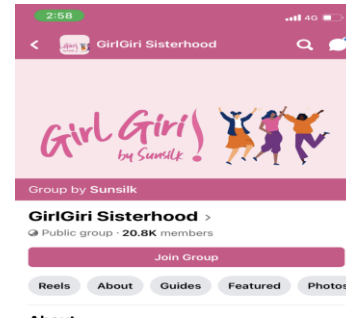 2:58
4G
GirlGiri Sisterhood
Girl Giri!
by Sunsilk
Group by Sunsilk
GirlGiri Sisterhood >
Public group · 20.8K members
Join Group
Reels About Guides Featured Photos
About